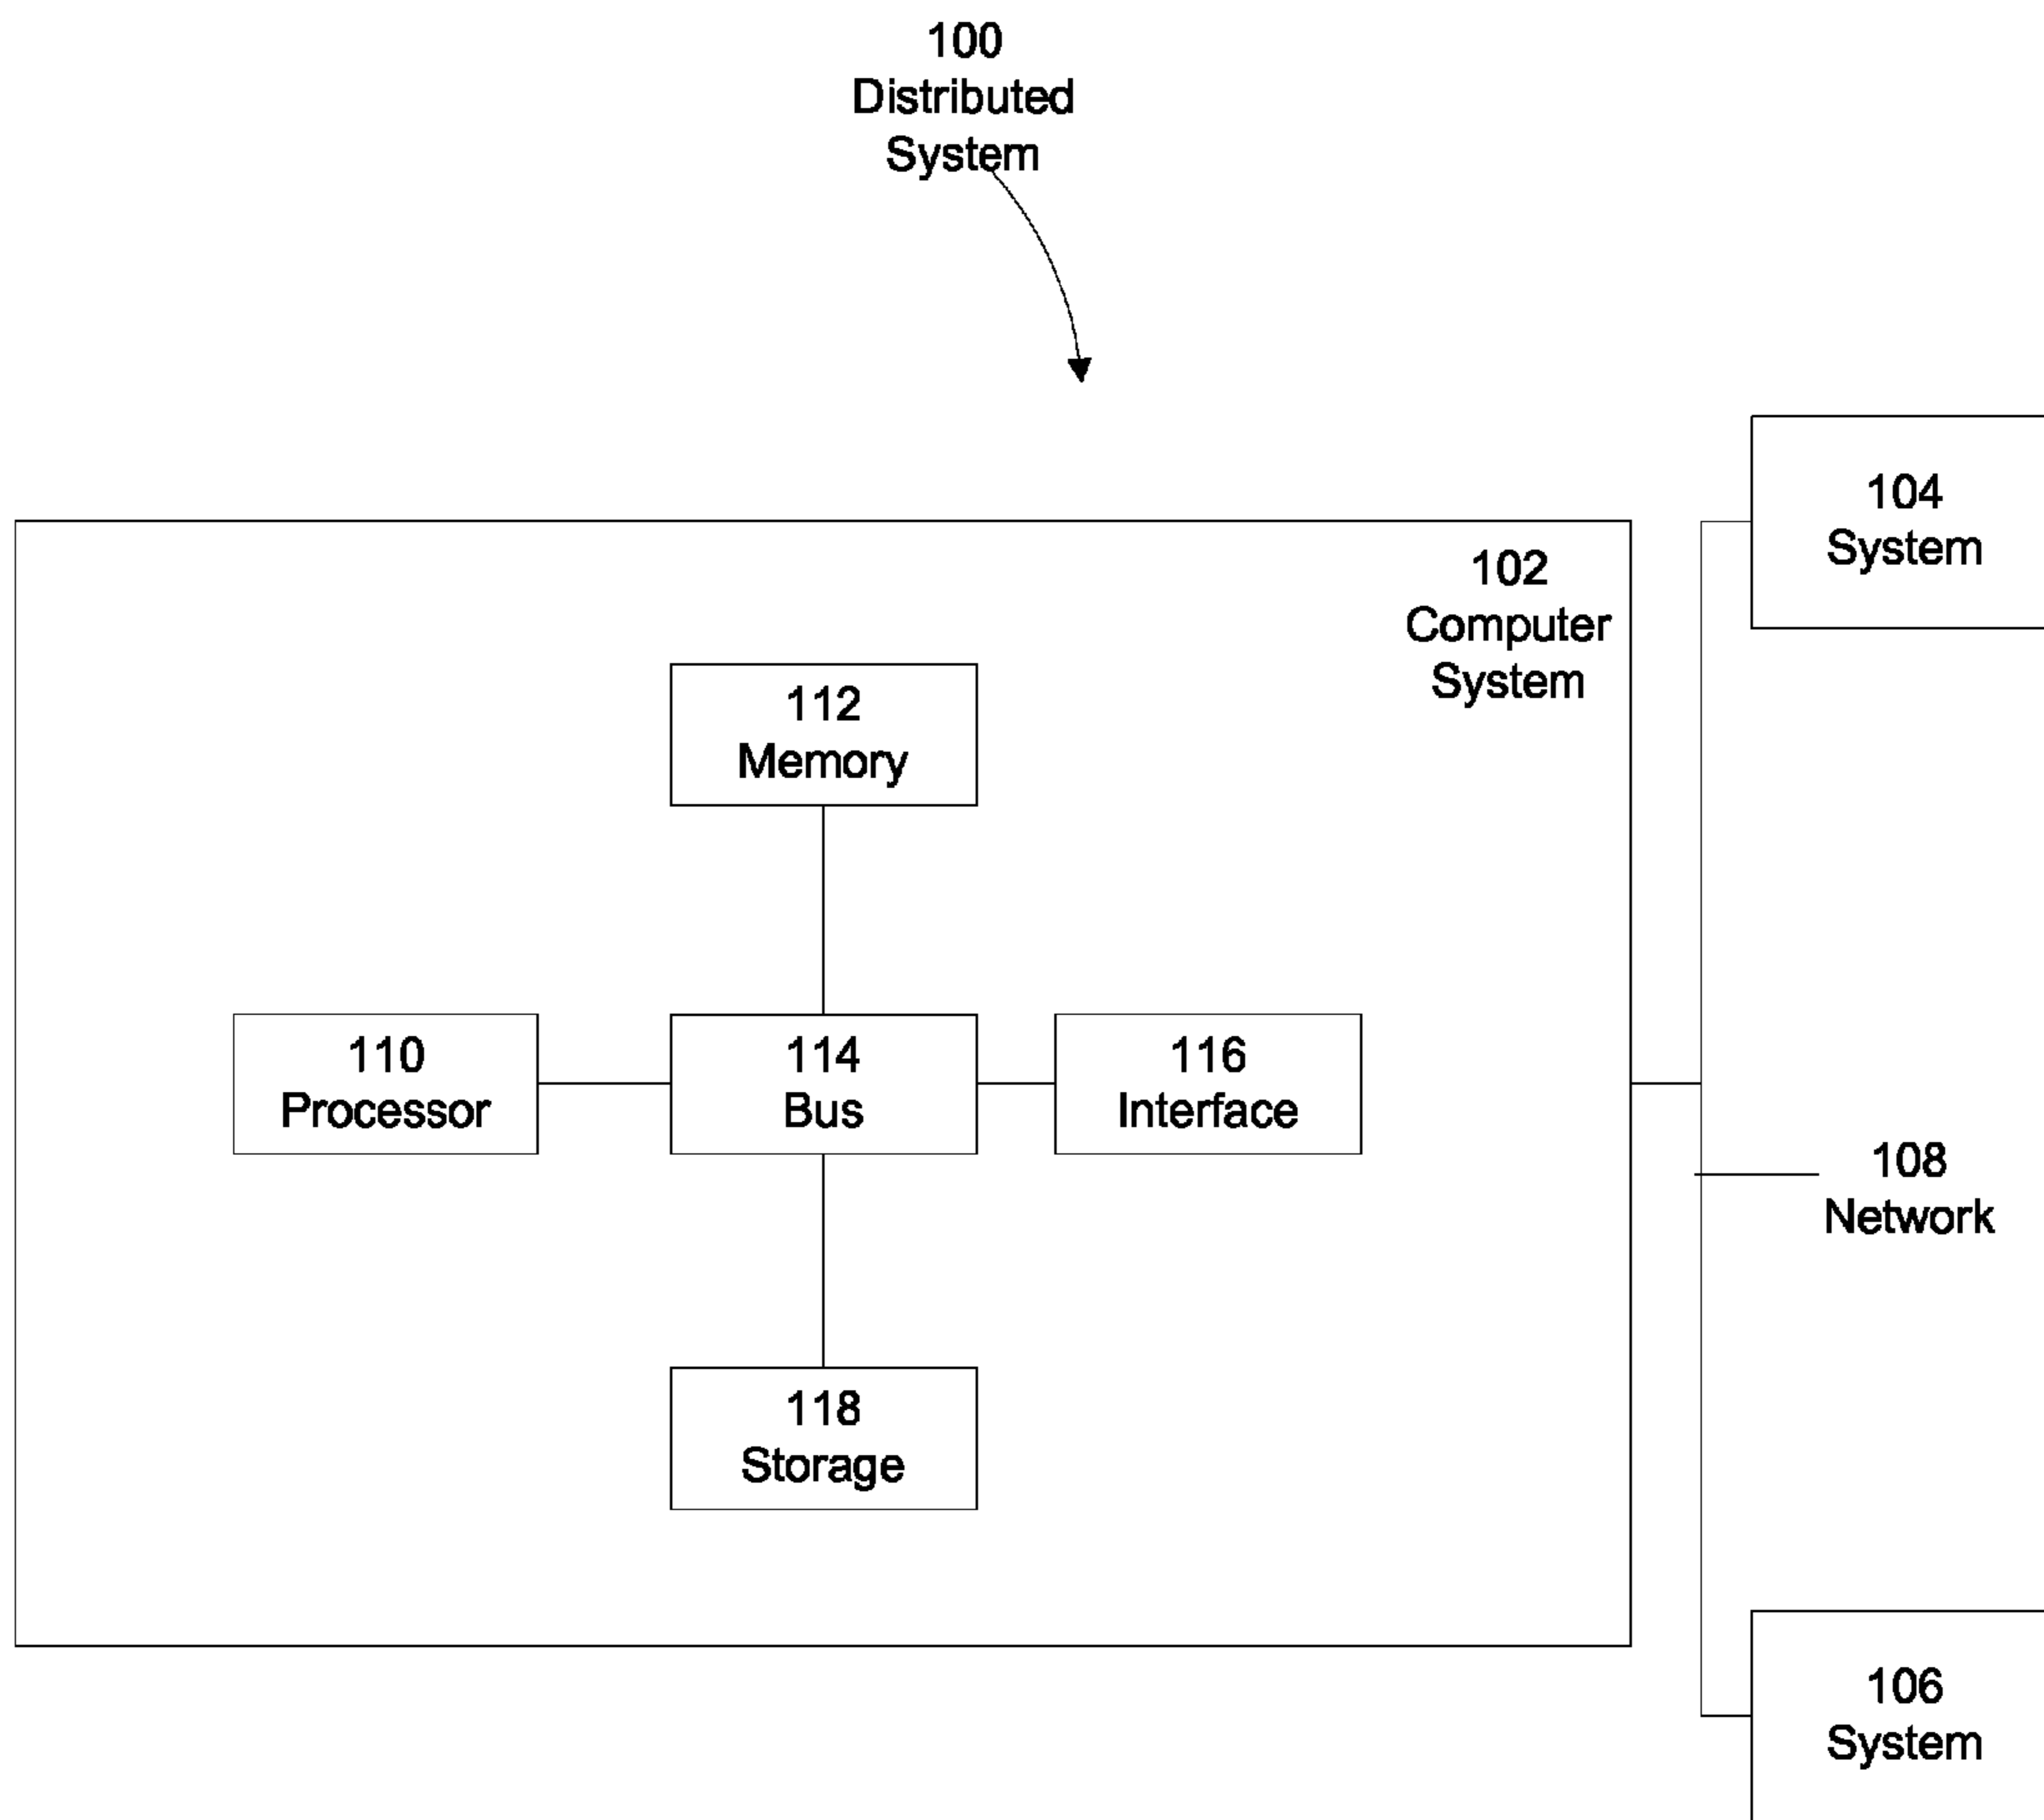 100
Distributed
System
104
System
102
Computer
System
112
Memory
110
Processor
114
Bus
116
Interface
108
Network
118
Storage
106
System